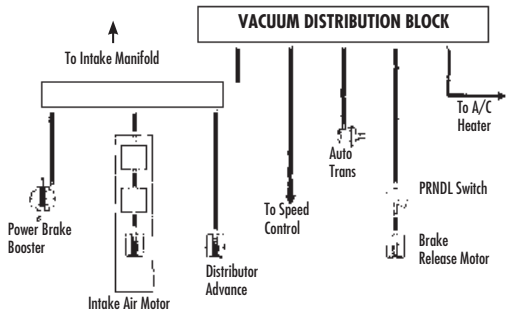 VACUUM DISTRIBUTION BLOCK
To Intake Manifold
To A/C
Heater
Auto
Trans
PRNDL Switch
To Speed
Control
Power Brake
Booster
Brake
Release Motor
Distributor
Advance
Intake Air Motor